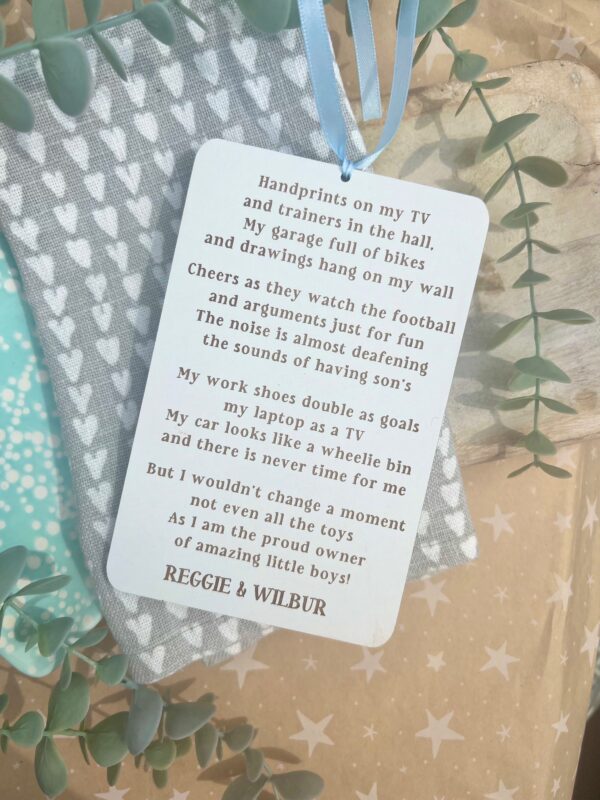 Handprints on my TV
and trainers in the hall,
My garage full of bikes
and drawings hang on my wall
Cheers as they watch the football
and arguments just for fun
The noise is almost deafening
the sounds of having son's
My work shoes double as goals
my laptop as a TV
My car looks like a wheelie bin
and there is never time for me
But I wouldn't change a moment
not even all the toys
As I am the proud owner
of amazing little boys!
REGGIE & WILBUR